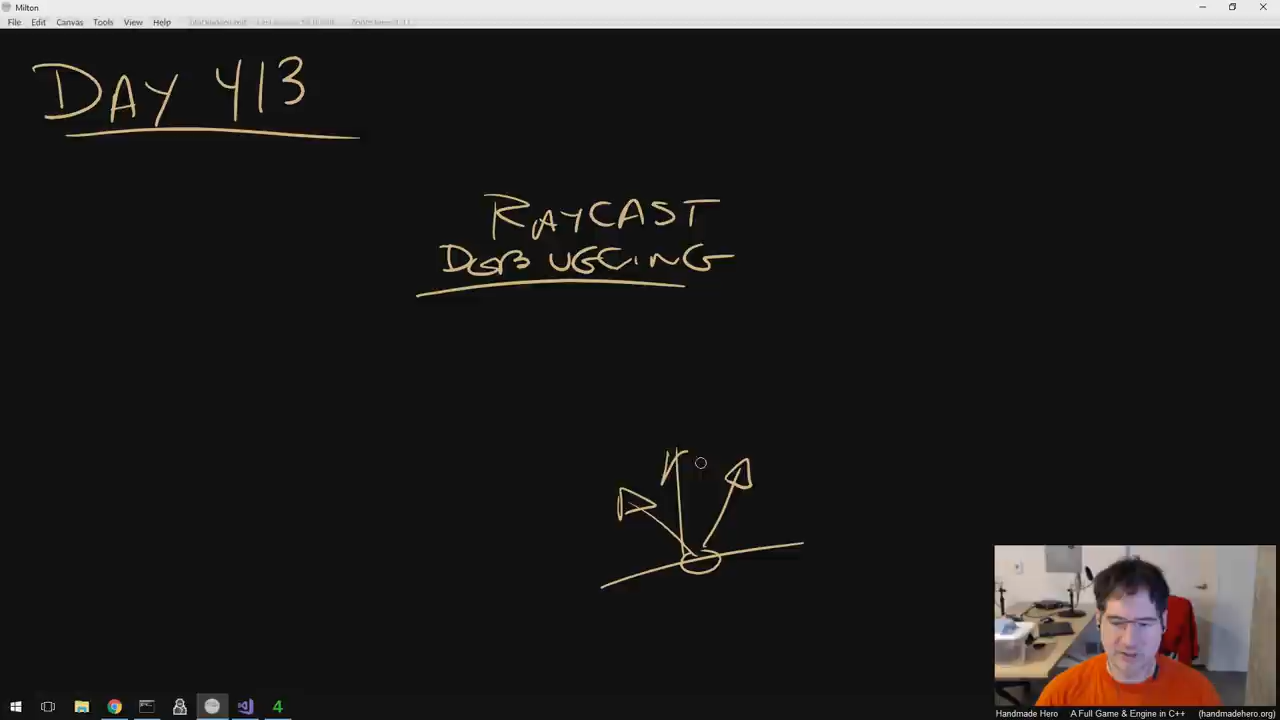 Milton
File Edit Canvas Tools View Help
DAY 413
RAYCAST
DEBUGGING
4
Handmade Hero A Full Game & Engine in C++ (handmadehero.org)